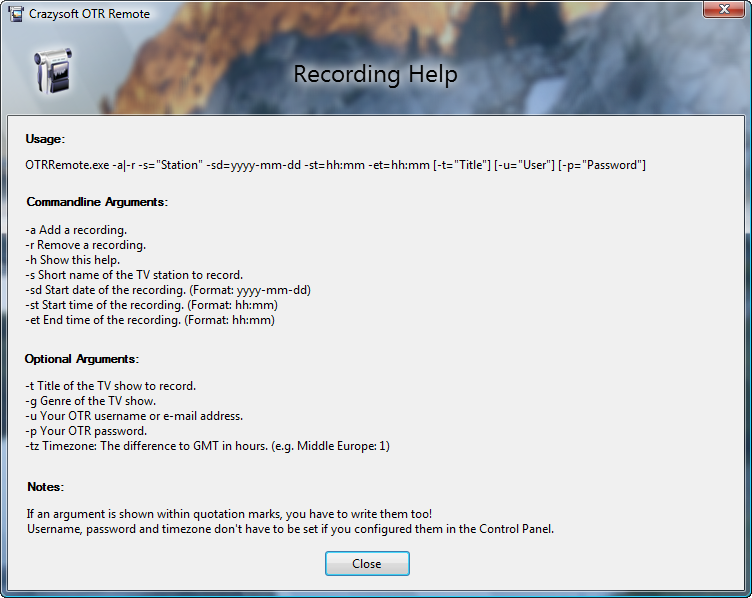 Crazysoft OTR Remote
Recording Help
Usage:
OTRRemote.exe -a|-r -s="Station" -sd=yyyy-mm-dd -st=hh:mm -et=hh:mm [-t="Title"] [-u="User"] [-p="Password"]
Commandline Arguments:
-a Add a recording.
-r Remove a recording.
-h Show this help.
-s Short name of the TV station to record.
-sd Start date of the recording. (Format: yyyy-mm-dd)
-st Start time of the recording. (Format: hh:mm)
-et End time of the recording. (Format: hh:mm)
Optional Arguments:
-t Title of the TV show to record.
-g Genre of the TV show.
-u Your OTR username or e-mail address.
-p Your OTR password.
-tz Timezone: The difference to GMT in hours. (e.g. Middle Europe: 1)
Notes:
If an argument is shown within quotation marks, you have to write them too!
Username, password and timezone don't have to be set if you configured them in the Control Panel.
Close